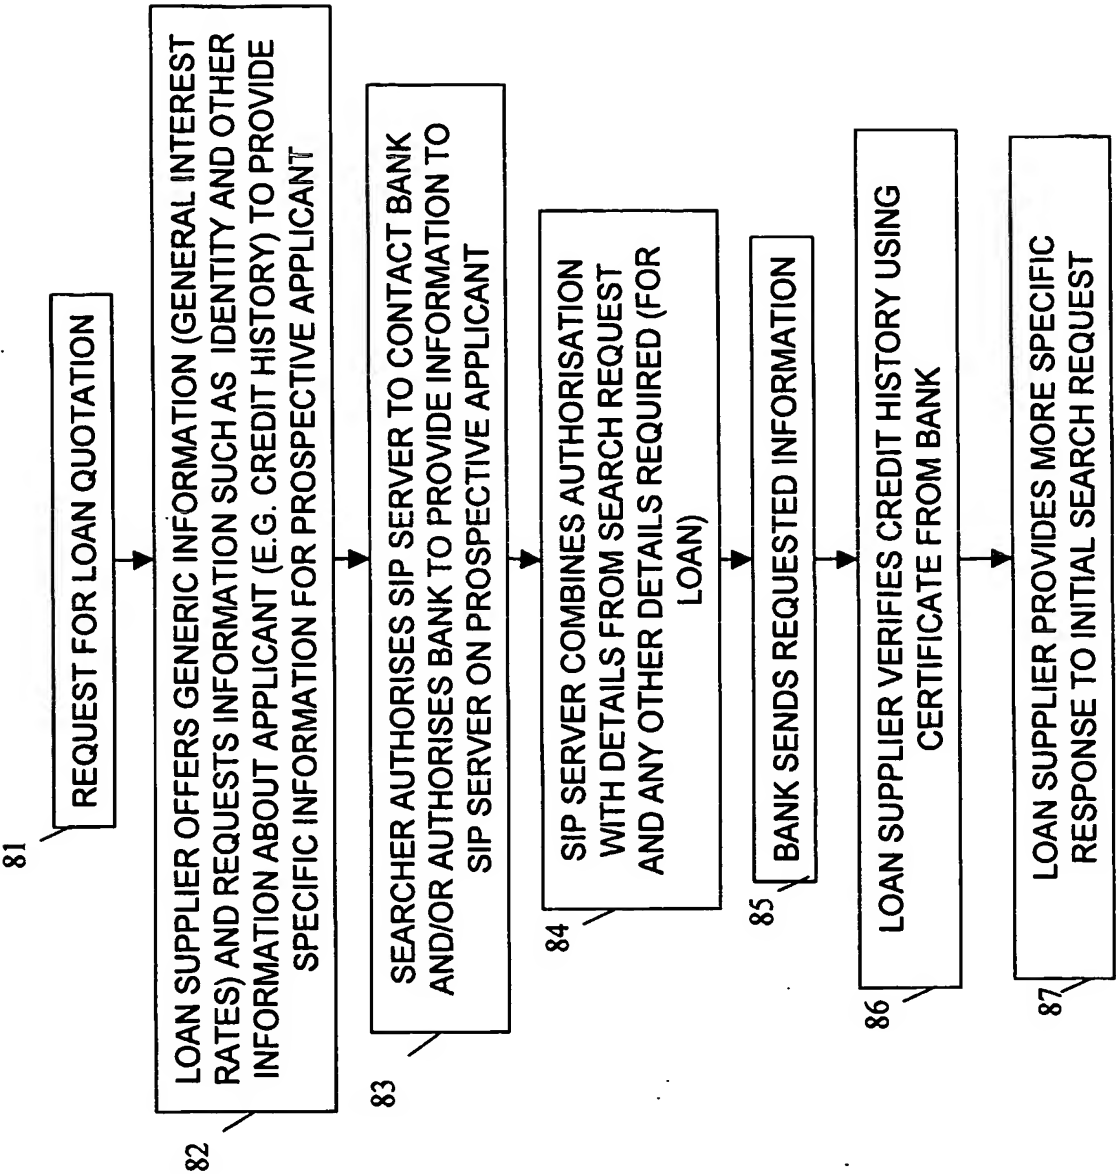 81
REQUEST FOR LOAN QUOTATION
82
LOAN SUPPLIER OFFERS GENERIC INFORMATION (GENERAL INTEREST
RATES) AND REQUESTS INFORMATION SUCH AS IDENTITY AND OTHER
INFORMATION ABOUT APPLICANT (E.G. CREDIT HISTORY) TO PROVIDE
SPECIFIC INFORMATION FOR PROSPECTIVE APPLICANT
83
SEARCHER AUTHORISES SIP SERVER TO CONTACT BANK
AND/OR AUTHORISES BANK TO PROVIDE INFORMATION TO
SIP SERVER ON PROSPECTIVE APPLICANT
84
SIP SERVER COMBINES AUTHORISATION
WITH DETAILS FROM SEARCH REQUEST
AND ANY OTHER DETAILS REQUIRED (FOR
LOAN)
85
BANK SENDS REQUESTED INFORMATION
86
LOAN SUPPLIER VERIFIES CREDIT HISTORY USING
CERTIFICATE FROM BANK
87
LOAN SUPPLIER PROVIDES MORE SPECIFIC
RESPONSE TO INITIAL SEARCH REQUEST